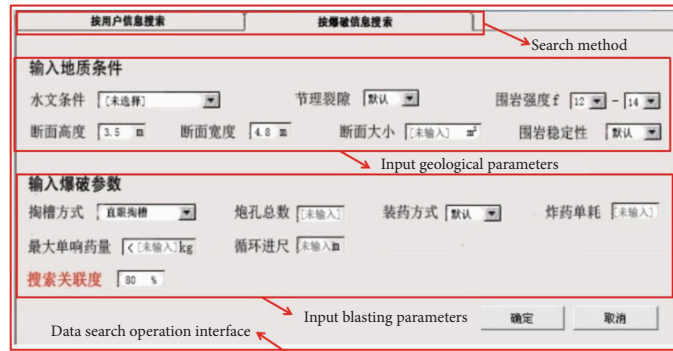 按用户信息搜索 按爆破信息搜索
Search method
输入地质条件
水文条件 [未选择] 节理裂隙 默认 围岩强度f 12 - 14
断面高度 3.5 m 断面宽度 4.8 m 断面大小 [未输入] m² 围岩稳定性 默认
Input geological parameters
输入爆破参数
掏槽方式 直眼掏槽 炮孔总数 [未输入] 装药方式 默认 炸药单耗 [未输入]
最大单响药量 < [未输入]kg 循环进尺 [未输入m
搜索关联度 80 %
Input blasting parameters 确定 取消
Data search operation interface